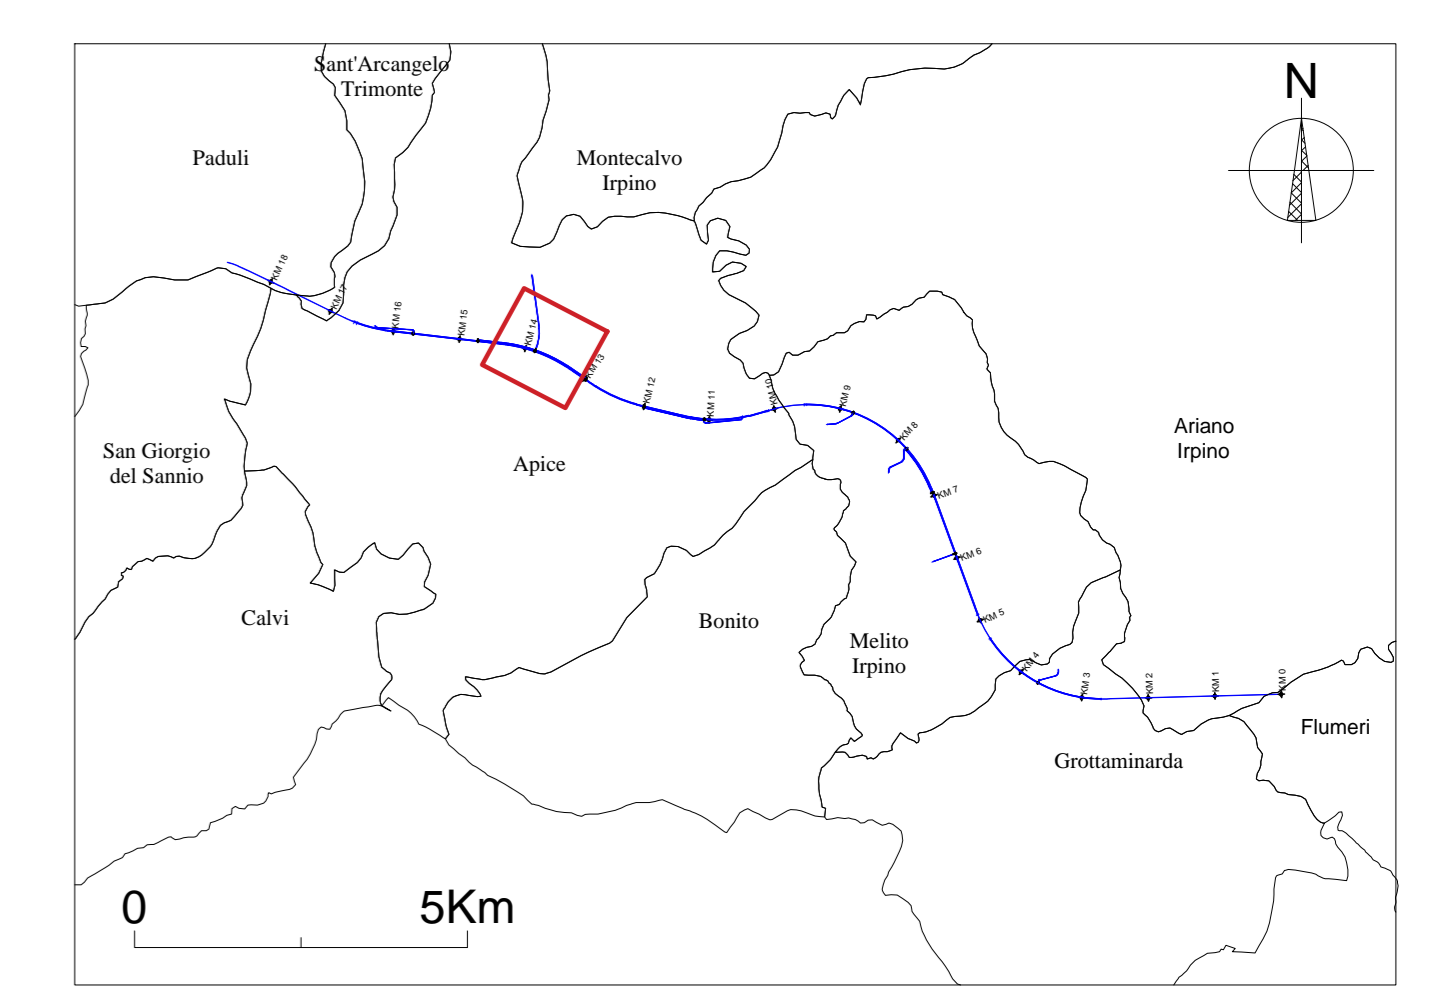 Sant'Arcangelo
Trimonte
N
Paduli
Montecalvo
Irpino
KM 18
KM 17
KM 16
KM 15
KM 14
KM 13
KM 12
KM 11
KM 10
KM 9
KM 8
KM 7
KM 6
KM 5
KM 4
KM 3
KM 2
KM 1
KM 0
Ariano
Irpino
San Giorgio
del Sannio
Apice
Calvi
Bonito
Melito
Irpino
Flumeri
Grottaminarda
0
5Km